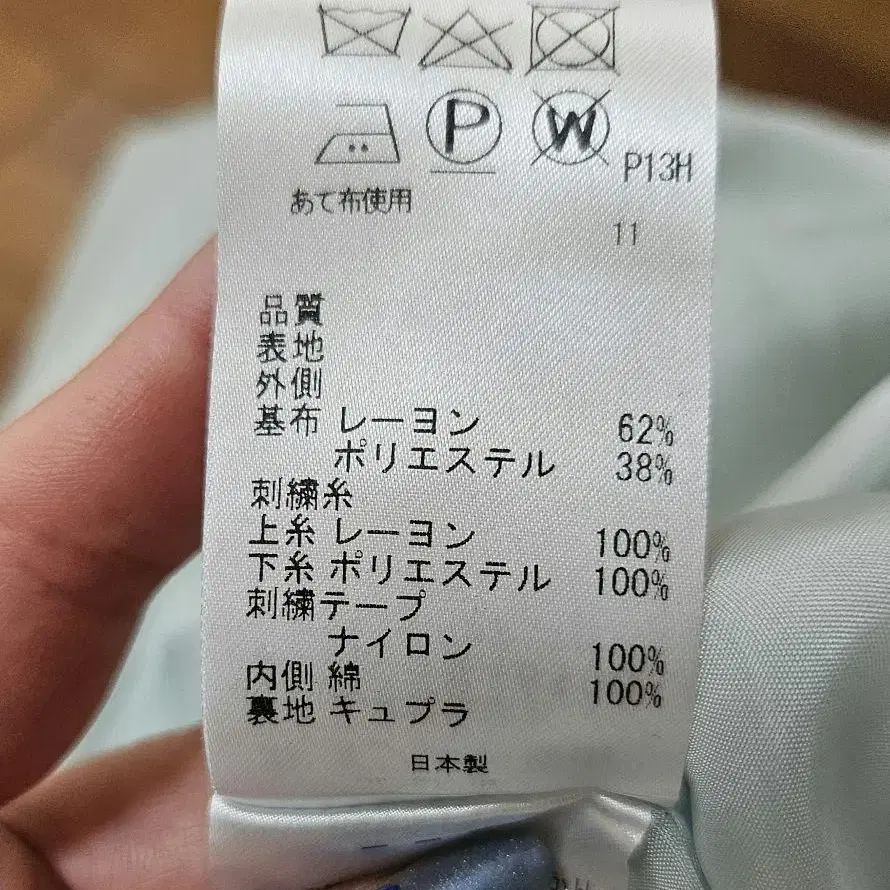 P W P13H
あて布使用
11
品質
表地
外側
基布 レーヨン 62%
ポリエステル 38%
刺繍糸
上糸 レーヨン 100%
下糸 ポリエステル 100%
刺繍テープ
ナイロン 100%
内側 綿 100%
裏地 キュプラ
日本製